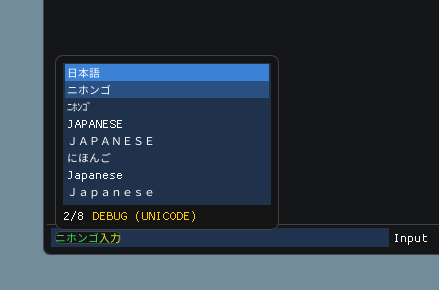 日本語
ニホンゴ
ﾆﾎﾝｺﾞ
JAPANESE
ＪＡＰＡＮＥＳＥ
にほんご
Japanese
Ｊａｐａｎｅｓｅ
2/8 DEBUG (UNICODE)
ニホンゴ入力 Input